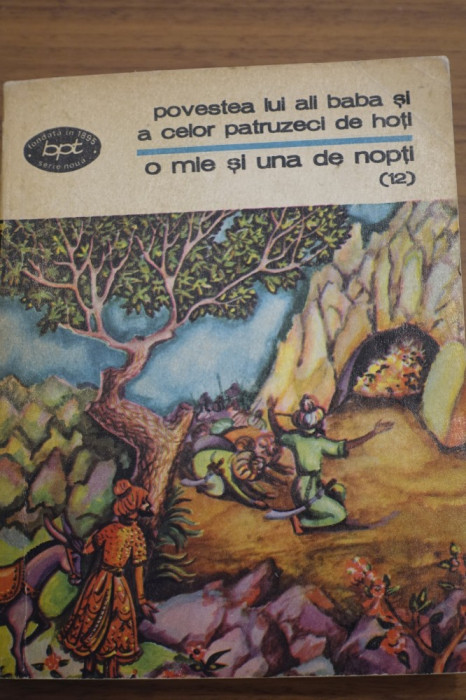 povestea lui ali baba și
a celor patruzeci de hoți
o mie și una de nopți
(12)
fondată în 1895
bpt
serie nouă